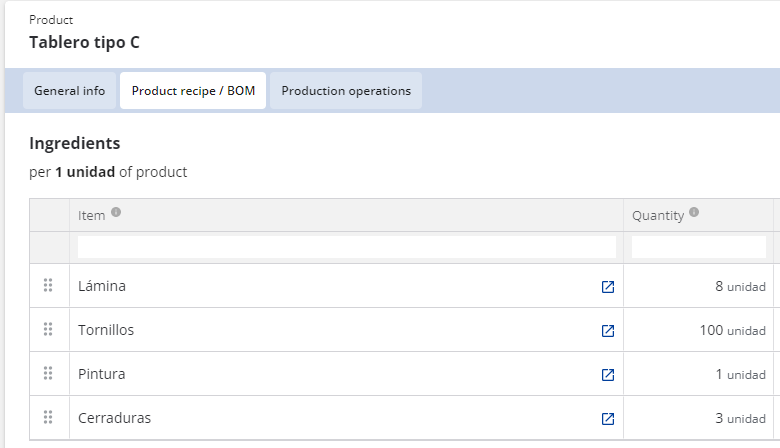 Product
Tablero tipo C
General info Product recipe / BOM Production operations
Ingredients
per 1 unidad of product
Item Quantity
Lámina 8 unidad
Tornillos 100 unidad
Pintura 1 unidad
Cerraduras 3 unidad